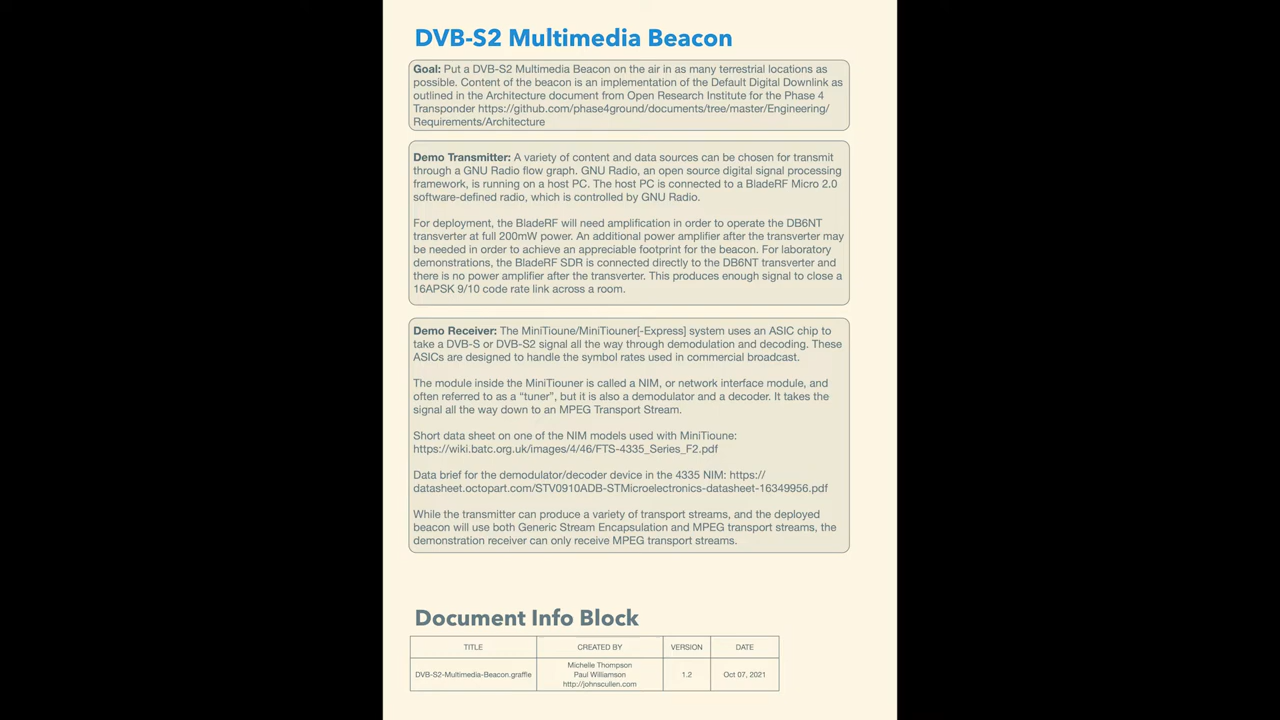 DVB-S2 Multimedia Beacon
Goal: Put a DVB-S2 Multimedia Beacon on the air in as many terrestrial locations as
possible. Content of the beacon is an implementation of the Default Digital Downlink as
outlined in the Architecture document from Open Research Institute for the Phase 4
Transponder https://github.com/phase4ground/documents/tree/master/Engineering/
Requirements/Architecture
Demo Transmitter: A variety of content and data sources can be chosen for transmit
through a GNU Radio flow graph. GNU Radio, an open source digital signal processing
framework, is running on a host PC. The host PC is connected to a BladeRF Micro 2.0
software-defined radio, which is controlled by GNU Radio.
For deployment, the BladeRF will need amplification in order to operate the DB6NT
transverter at full 200mW power. An additional power amplifier after the transverter may
be needed in order to achieve an appreciable footprint for the beacon. For laboratory
demonstrations, the BladeRF SDR is connected directly to the DB6NT transverter and
there is no power amplifier after the transverter. This produces enough signal to close a
16APSK 9/10 code rate link across a room.
Demo Receiver: The MiniTioune/MiniTiouner[-Express] system uses an ASIC chip to
take a DVB-S or DVB-S2 signal all the way through demodulation and decoding. These
ASICs are designed to handle the symbol rates used in commercial broadcast.
The module inside the MiniTiouner is called a NIM, or network interface module, and
often referred to as a “tuner”, but it is also a demodulator and a decoder. It takes the
signal all the way down to an MPEG Transport Stream.
Short data sheet on one of the NIM models used with MiniTioune:
https://wiki.batc.org.uk/images/4/46/FTS-4335_Series_F2.pdf
Data brief for the demodulator/decoder device in the 4335 NIM: https://
datasheet.octopart.com/STV0910ADB-STMicroelectronics-datasheet-16349956.pdf
While the transmitter can produce a variety of transport streams, and the deployed
beacon will use both Generic Stream Encapsulation and MPEG transport streams, the
demonstration receiver can only receive MPEG transport streams.
Document Info Block
TITLE CREATED BY VERSION DATE
DVB-S2-Multimedia-Beacon.graffle Michelle Thompson 1.2 Oct 07, 2021
Paul Williamson
http://johnscullen.com